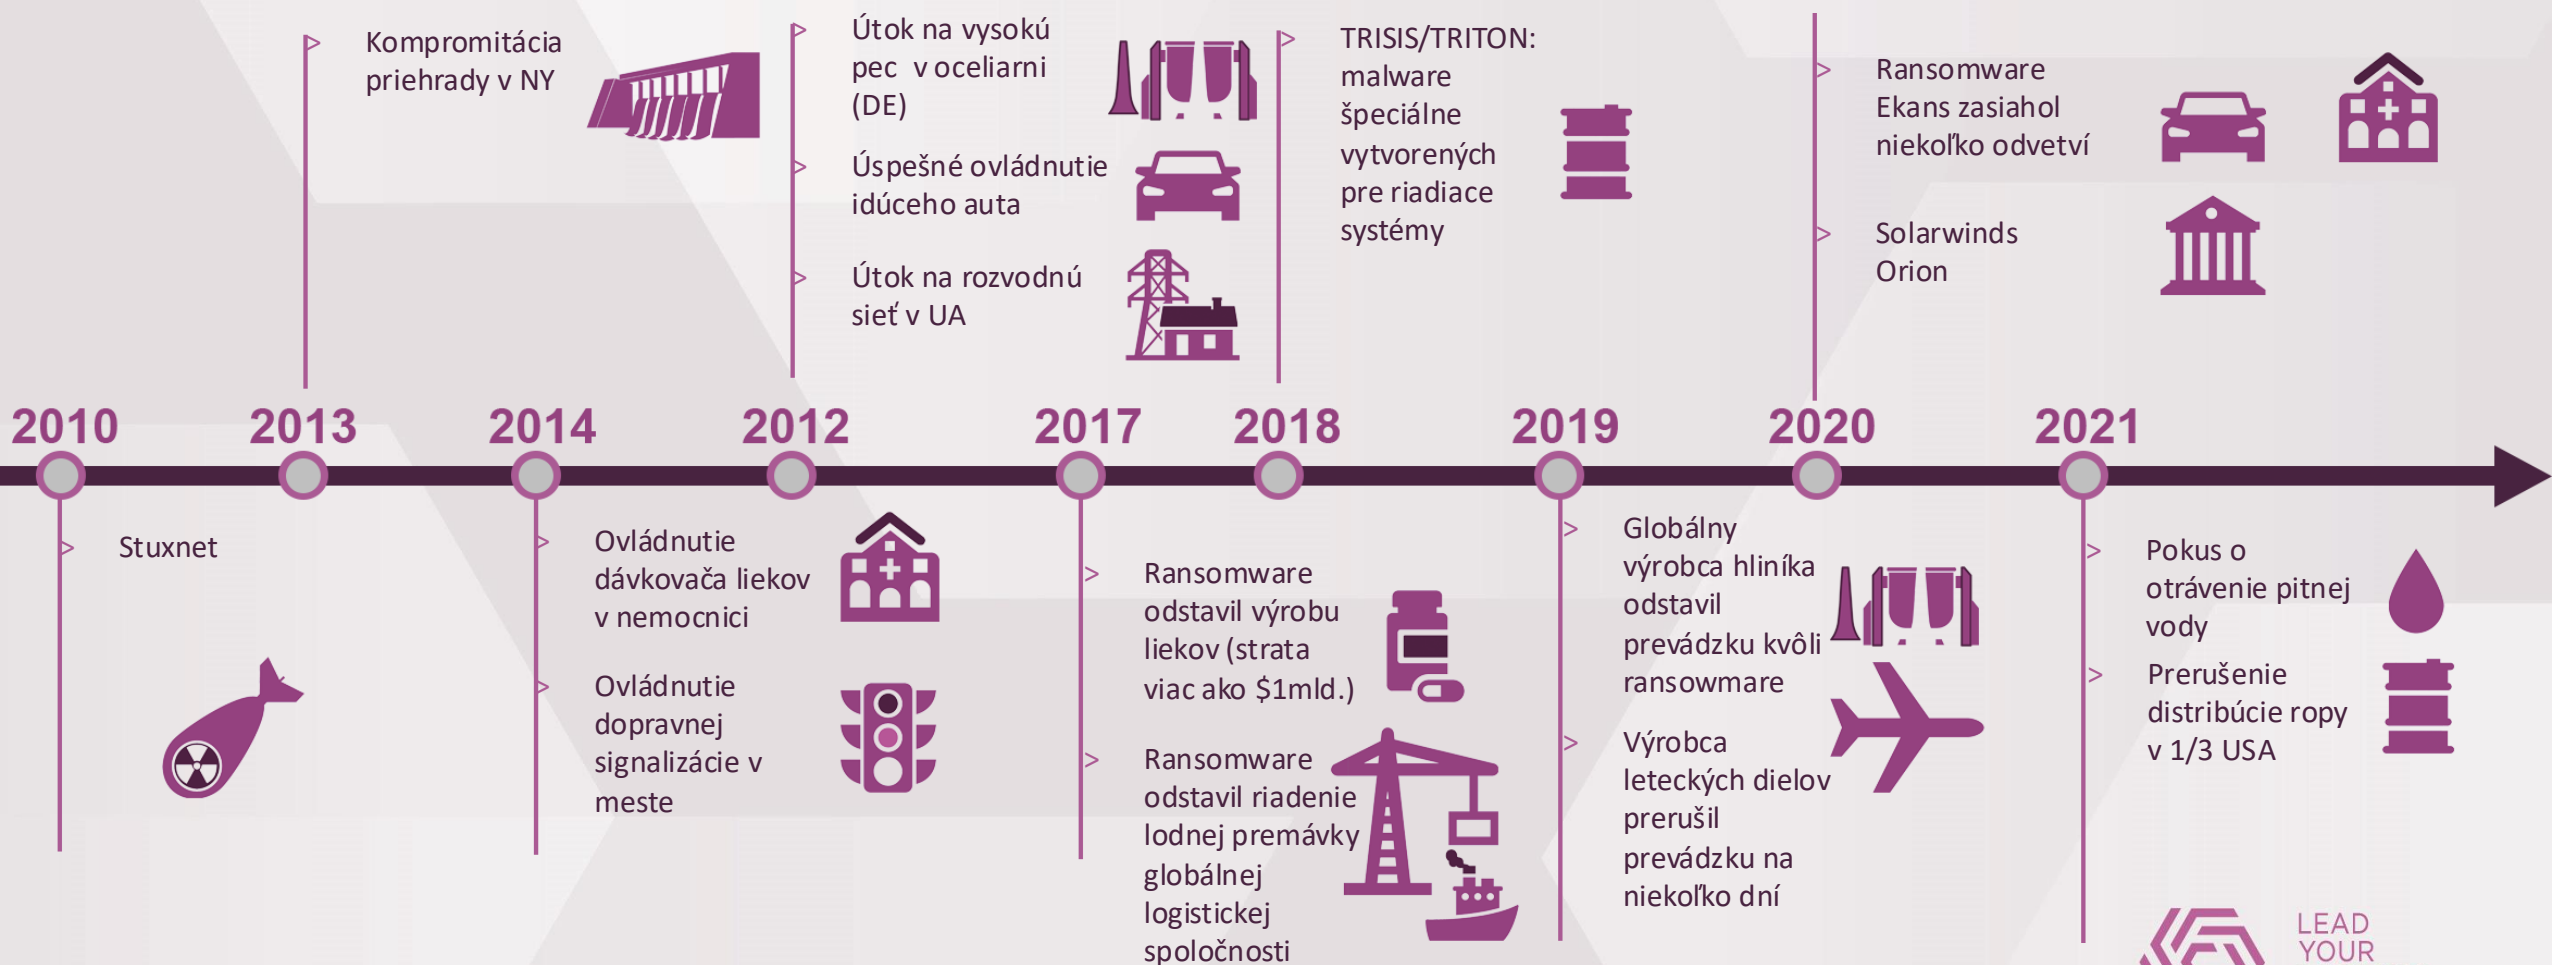 Kompromitácia
priehrady v NY
Útok na vysokú
pec v oceliarni
(DE)
Úspešné ovládnutie
idúceho auta
Útok na rozvodnú
sieť v UA
TRISIS/TRITON:
malware
špeciálne
vytvorených
pre riadiace
systémy
Ransomware
Ekans zasiahol
niekoľko odvetví
Solarwinds
Orion
2010
2013
2014
2012
2017
2018
2019
2020
2021
Stuxnet
Ovládnutie
dávkovača liekov
v nemocnici
Ovládnutie
dopravnej
signalizácie v
meste
Ransomware
odstavil výrobu
liekov (strata
viac ako $1mld.)
Ransomware
odstavil riadenie
lodnej premávky
globálnej
logistickej
spoločnosti
Globálny
výrobca hliníka
odstavil
prevádzku kvôli
ransowmare
Výrobca
leteckých dielov
prerušil
prevádzku na
niekoľko dní
Pokus o
otrávenie pitnej
vody
Prerušenie
distribúcie ropy
v 1/3 USA
LEAD
YOUR